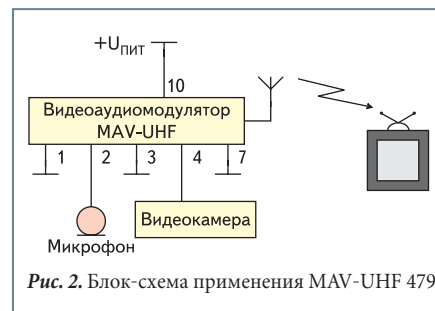 +Uпит
10
Видеоаудиомодулятор
MAV-UHF
1 2 3 4 7
Видеокамера
Микрофон
Рис. 2. Блок-схема применения MAV-UHF 479